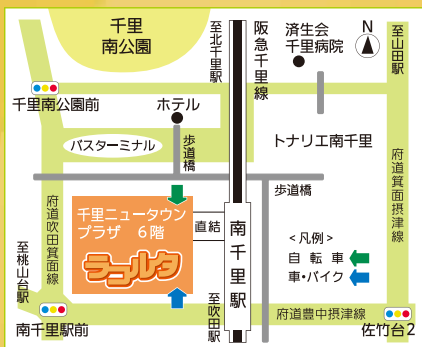 千里
南公園
至北千里駅
阪急千里線
済生会
千里病院
N
至山田駅
千里南公園前
ホテル
バスターミナル
歩道橋
トナリエ南千里
府道箕面摂津線
歩道橋
府道吹田箕面線
千里ニュータウン
プラザ 6階
ラコルタ
直結
南千里駅
<凡例>
自転車
車・バイク
至桃山台駅
至吹田駅
南千里駅前
府道豊中摂津線
佐竹台2